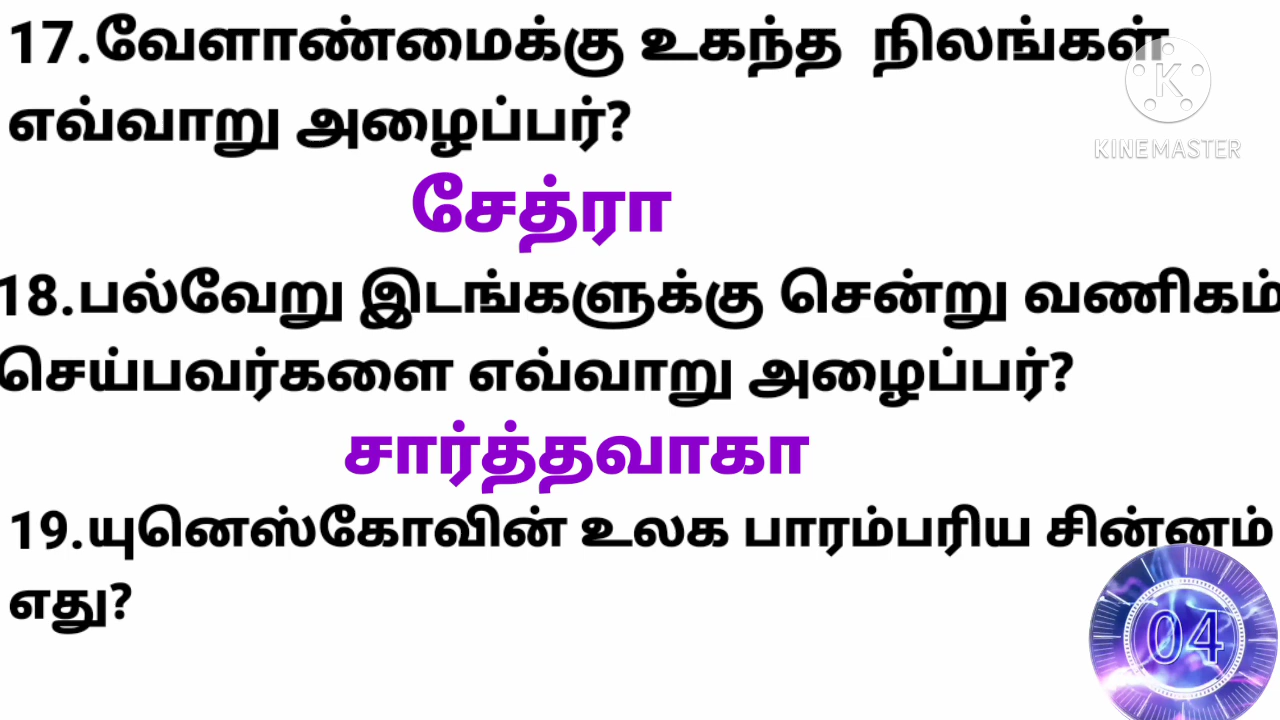 17.வேளாண்மைக்கு உகந்த நிலங்கள்
எவ்வாறு அழைப்பர்?
சேத்ரா
18.பல்வேறு இடங்களுக்கு சென்று வணிகம்
செய்பவர்களை எவ்வாறு அழைப்பர்?
சார்த்தவாகா
19.யுனெஸ்கோவின் உலக பாரம்பரிய சின்னம்
எது?
K
KINEMASTER
04